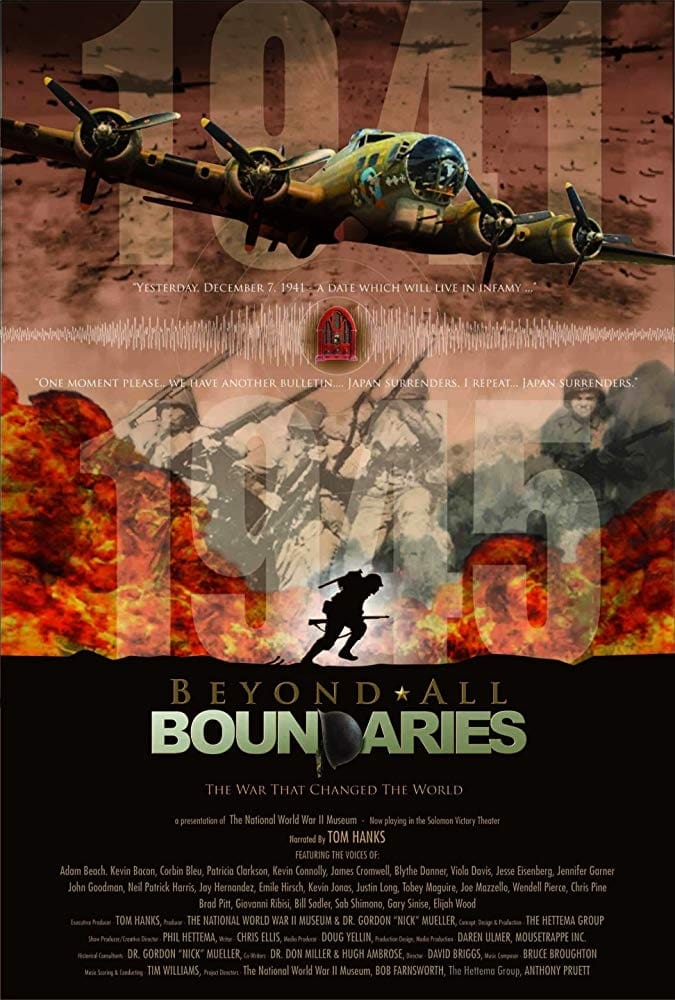 1941
"YESTERDAY, DECEMBER 7, 1941 - A DATE WHICH WILL LIVE IN INFAMY ..."
"ONE MOMENT PLEASE.. WE HAVE ANOTHER BULLETIN.... JAPAN SURRENDERS. I REPEAT... JAPAN SURRENDERS."
1945
BEYOND ★ ALL
BOUNDARIES
THE WAR THAT CHANGED THE WORLD
a presentation of The National World War II Museum - Now playing in the Solomon Victory Theater
Narrated By TOM HANKS
FEATURING THE VOICES OF:
Adam Beach. Kevin Bacon, Corbin Bleu, Patricia Clarkson, Kevin Connolly, James Cromwell, Blythe Danner, Viola Davis, Jesse Eisenberg, Jennifer Garner
John Goodman, Neil Patrick Harris, Jay Hernandez, Emile Hirsch, Kevin Jonas, Justin Long, Tobey Maguire, Joe Mazzello, Wendell Pierce, Chris Pine
Brad Pitt, Giovanni Ribisi, Bill Sadler, Sab Shimono, Gary Sinise, Elijah Wood
Executive Producer TOM HANKS, Producer THE NATIONAL WORLD WAR II MUSEUM & DR. GORDON "NICK" MUELLER, Concept Design & Production THE HETTEMA GROUP
Show Producer/Creative Director PHIL HETTEMA, Writer CHRIS ELLIS, Media Producer DOUG YELLIN, Production Design, Media Production DAREN ULMER, MOUSETRAPPE INC.
Historical Consultants DR. GORDON "NICK" MUELLER, Co-Writers DR. DON MILLER & HUGH AMBROSE, Director DAVID BRIGGS, Music Composer BRUCE BROUGHTON
Music Scoring & Conducting TIM WILLIAMS, Project Directors The National World War II Museum, BOB FARNSWORTH, The Hettema Group, ANTHONY PRUETT